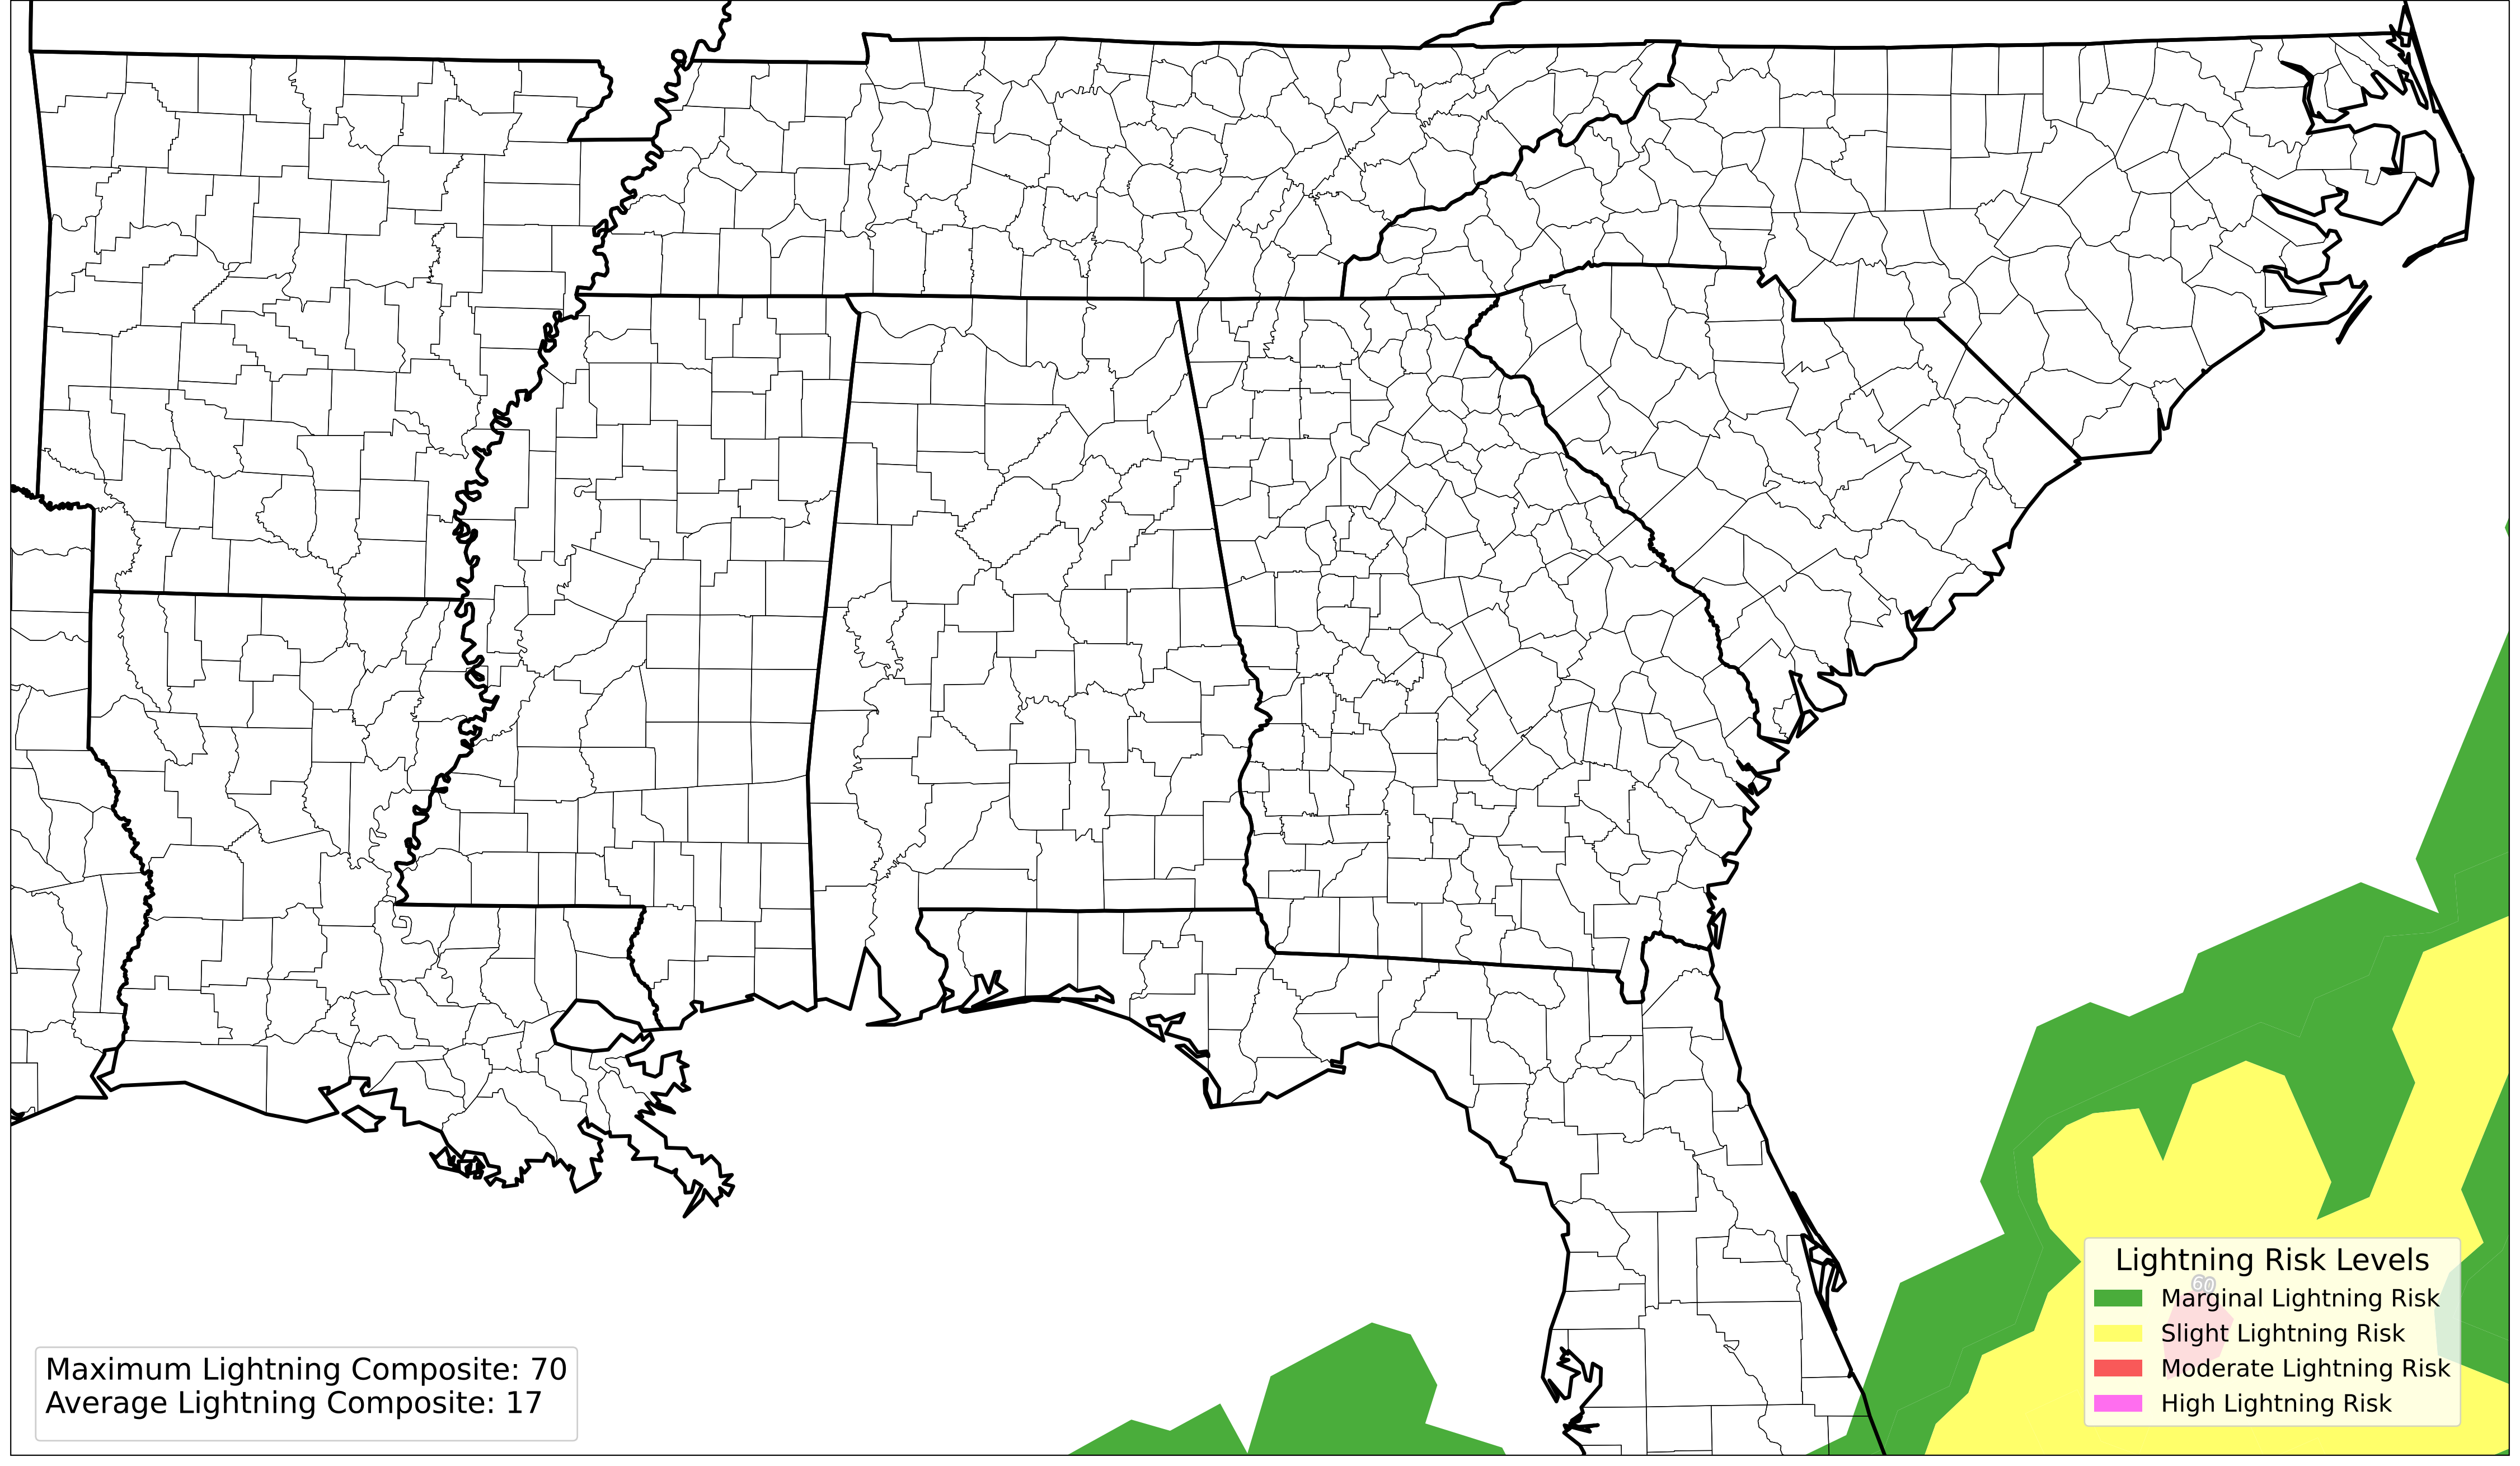 Lightning Risk Levels
60
Marginal Lightning Risk
Slight Lightning Risk
Moderate Lightning Risk
High Lightning Risk
Maximum Lightning Composite: 70
Average Lightning Composite: 17